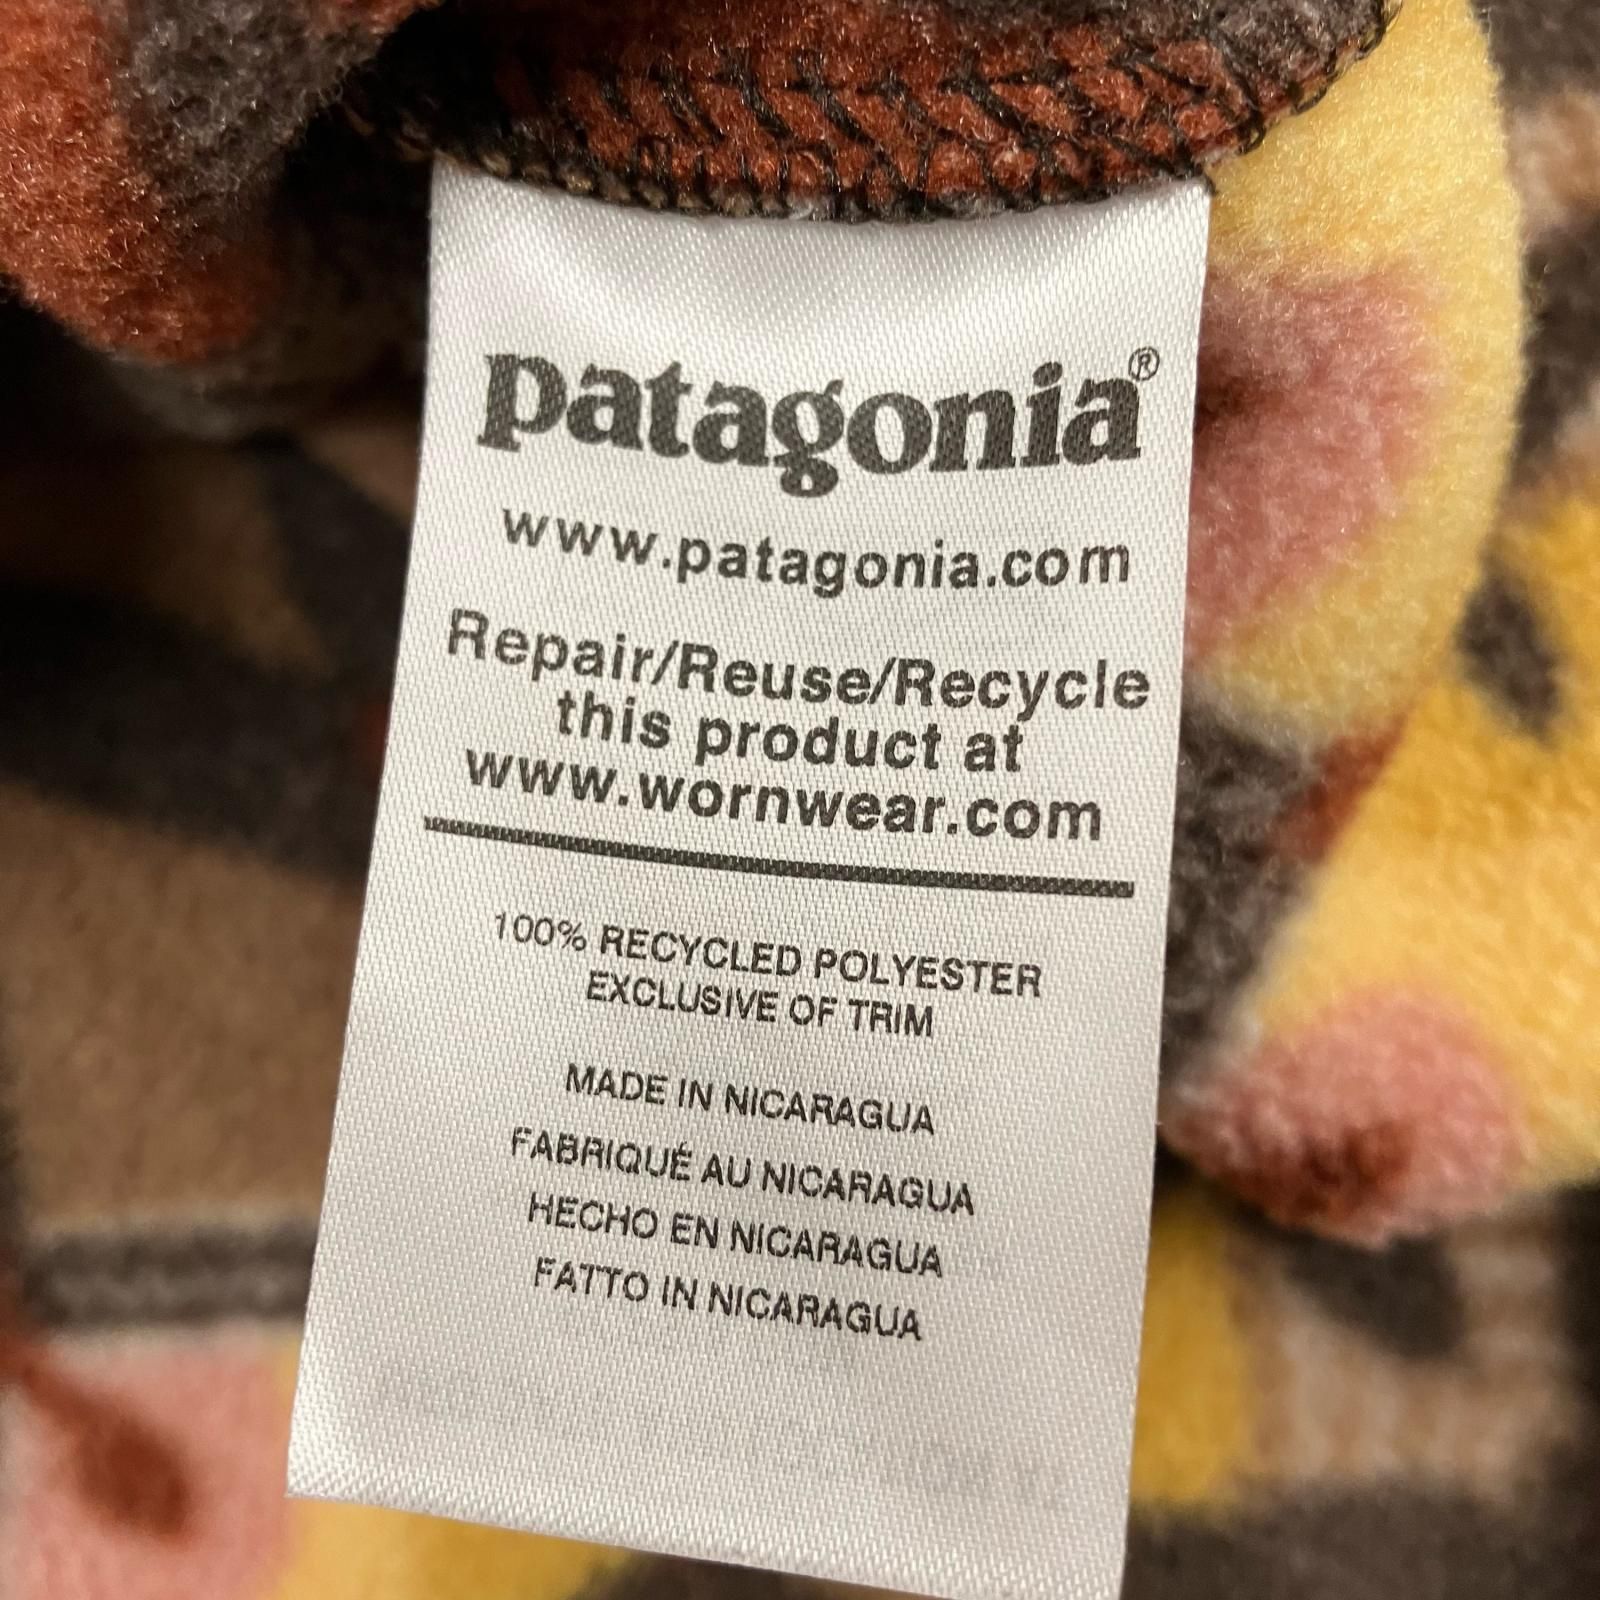 patagonia®
www.patagonia.com
Repair/Reuse/Recycle
this product at
www.wornwear.com
100% RECYCLED POLYESTER
EXCLUSIVE OF TRIM
MADE IN NICARAGUA
FABRIQUÉ AU NICARAGUA
HECHO EN NICARAGUA
FATTO IN NICARAGUA